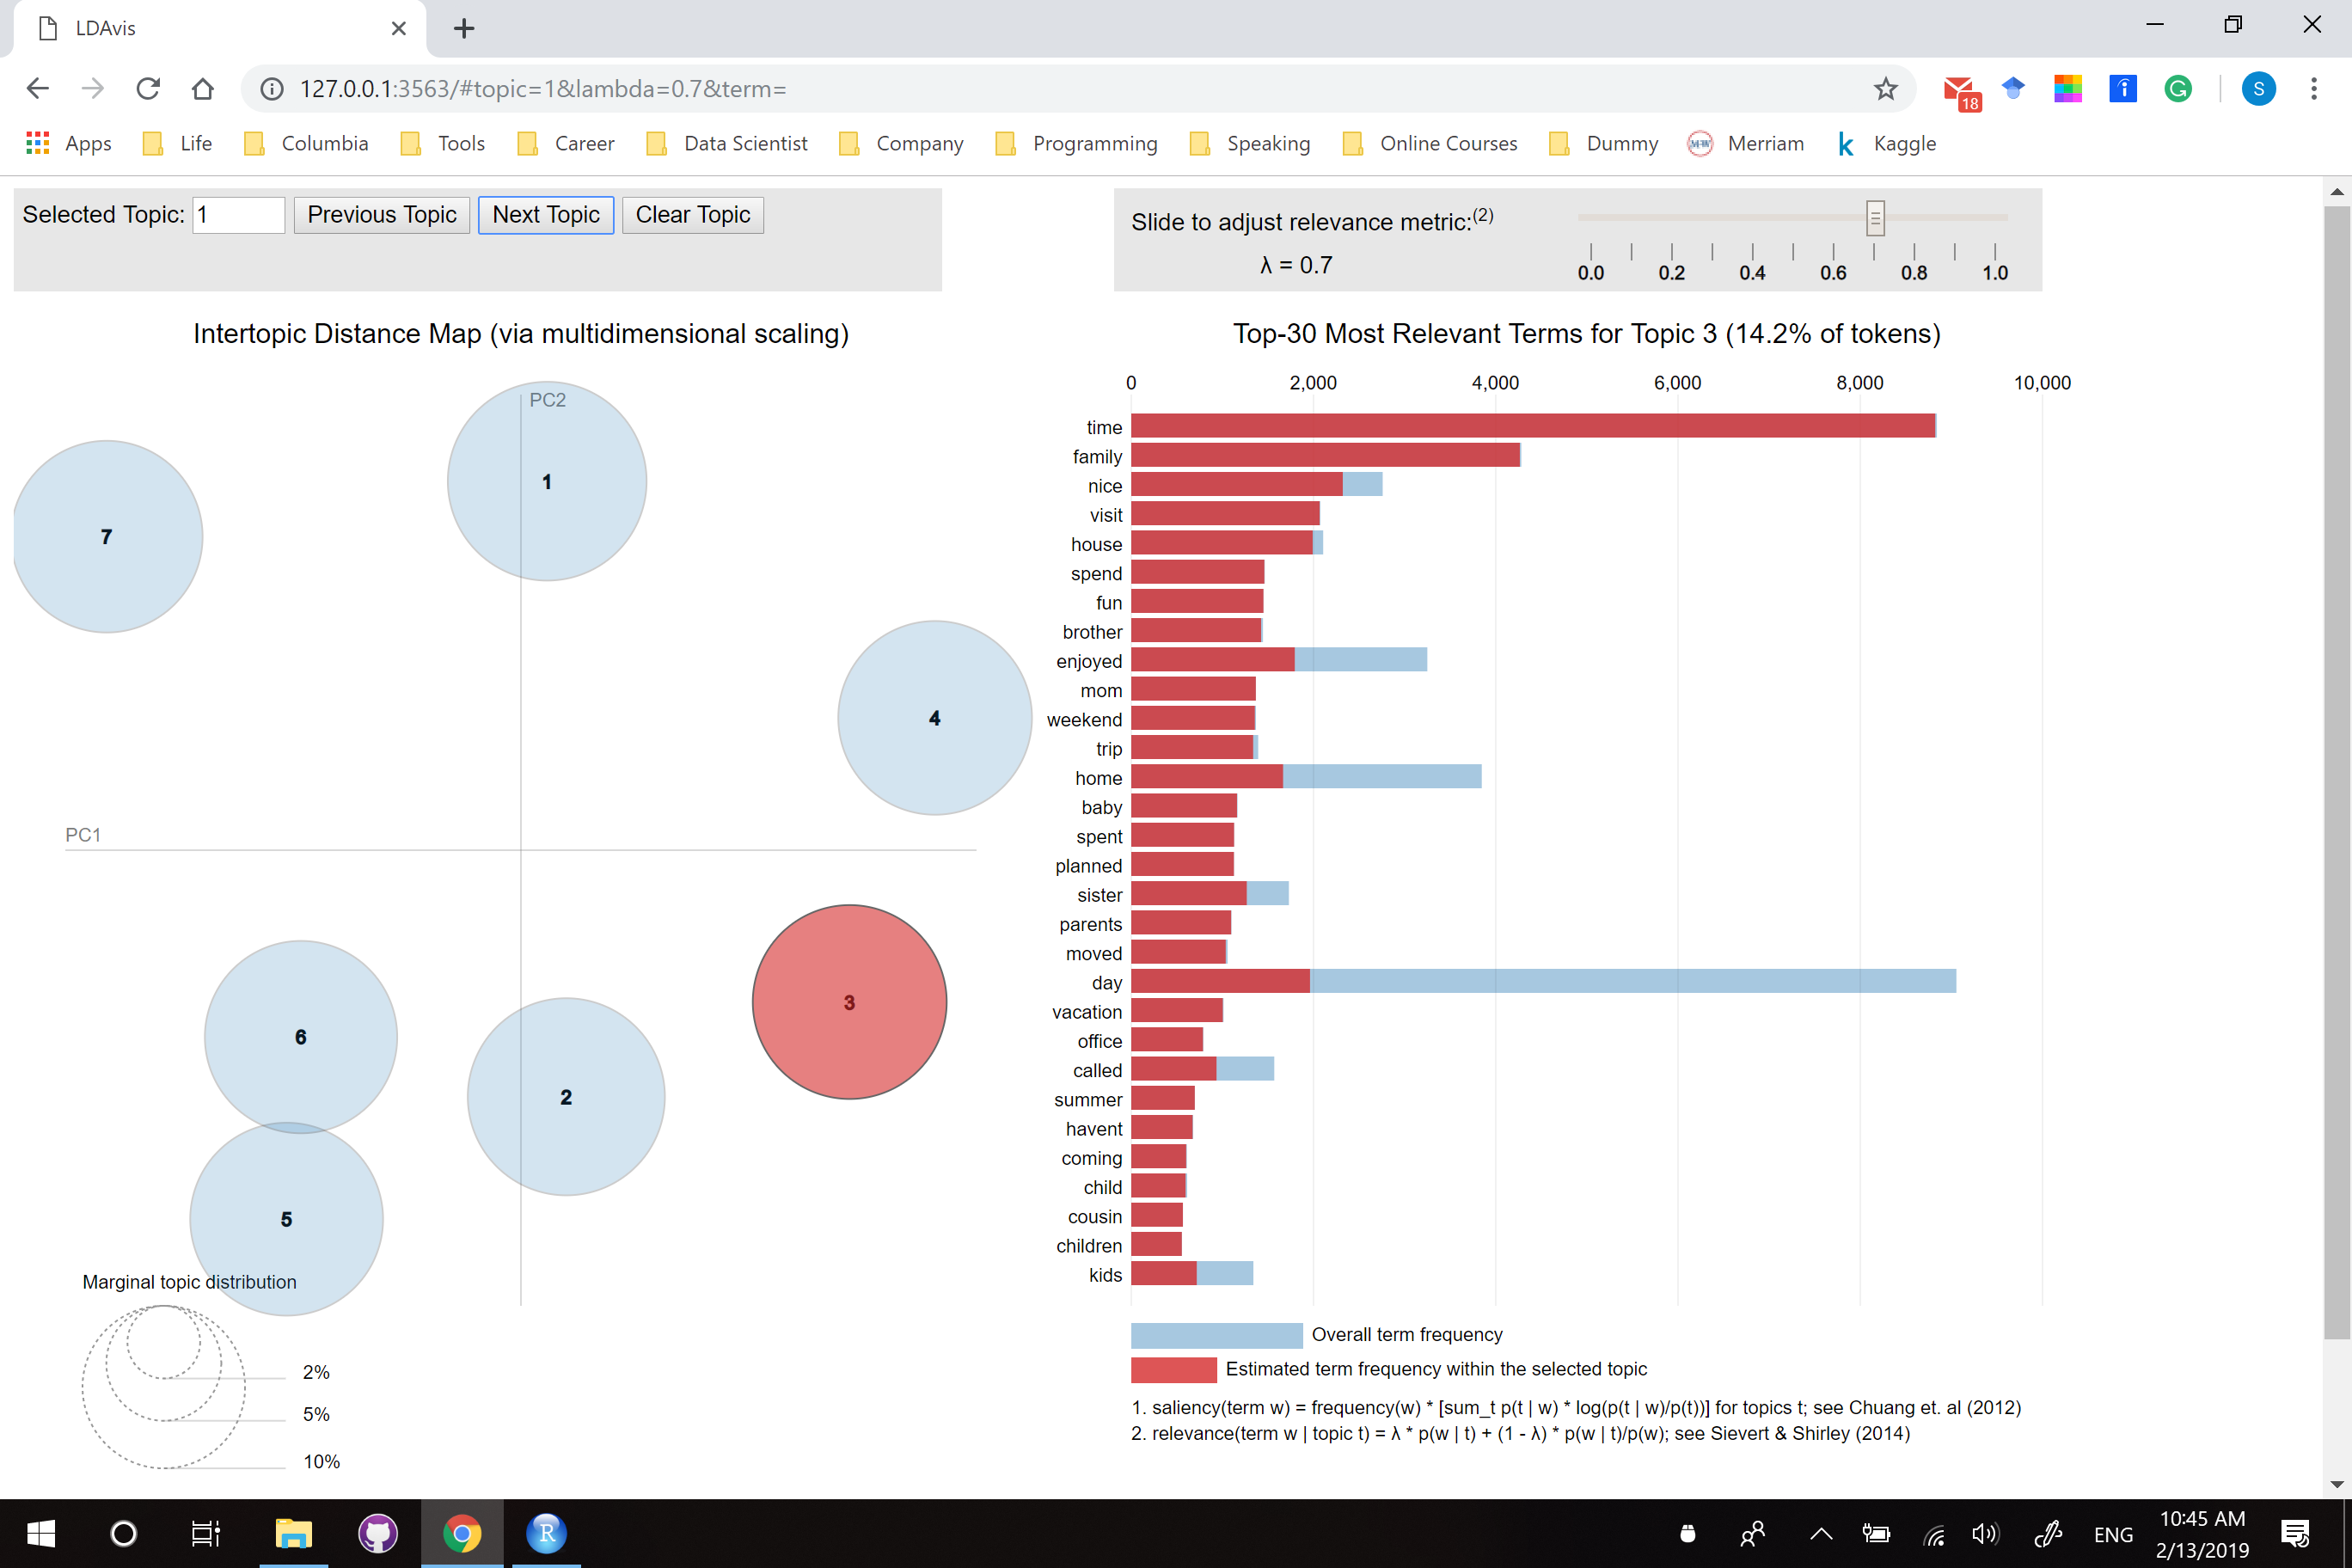 LDAvis
127.0.0.1:3563/#topic=1&lambda=0.7&term=
18
S
Apps Life Columbia Tools Career Data Scientist Company Programming Speaking Online Courses Dummy Merriam Kaggle
Selected Topic: 1 Previous Topic Next Topic Clear Topic
Slide to adjust relevance metric:(2)
λ = 0.7
0.0 0.2 0.4 0.6 0.8 1.0
Intertopic Distance Map (via multidimensional scaling)
PC2
1
7
4
PC1
3
6
2
5
Marginal topic distribution
2%
5%
10%
Top-30 Most Relevant Terms for Topic 3 (14.2% of tokens)
0 2,000 4,000 6,000 8,000 10,000
time
family
nice
visit
house
spend
fun
brother
enjoyed
mom
weekend
trip
home
baby
spent
planned
sister
parents
moved
day
vacation
office
called
summer
havent
coming
child
cousin
children
kids
Overall term frequency
Estimated term frequency within the selected topic
1. saliency(term w) = frequency(w) * [sum_t p(t | w) * log(p(t | w)/p(t))] for topics t; see Chuang et. al (2012)
2. relevance(term w | topic t) = λ * p(w | t) + (1 - λ) * p(w | t)/p(w); see Sievert & Shirley (2014)
R
ENG
10:45 AM
2/13/2019